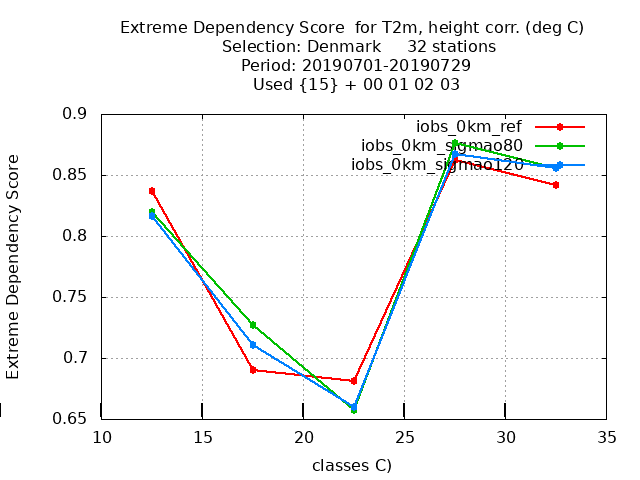 Extreme Dependency Score  for T2m, height corr. (deg C)
Selection: Denmark     32 stations
Period: 20190701-20190729
Used {15} + 00 01 02 03
iobs_0km_ref
iobs_0km_sigmao80
iobs_0km_sigmao120
Extreme Dependency Score
0.9
0.85
0.8
0.75
0.7
0.65
10 15 20 25 30 35
classes C)